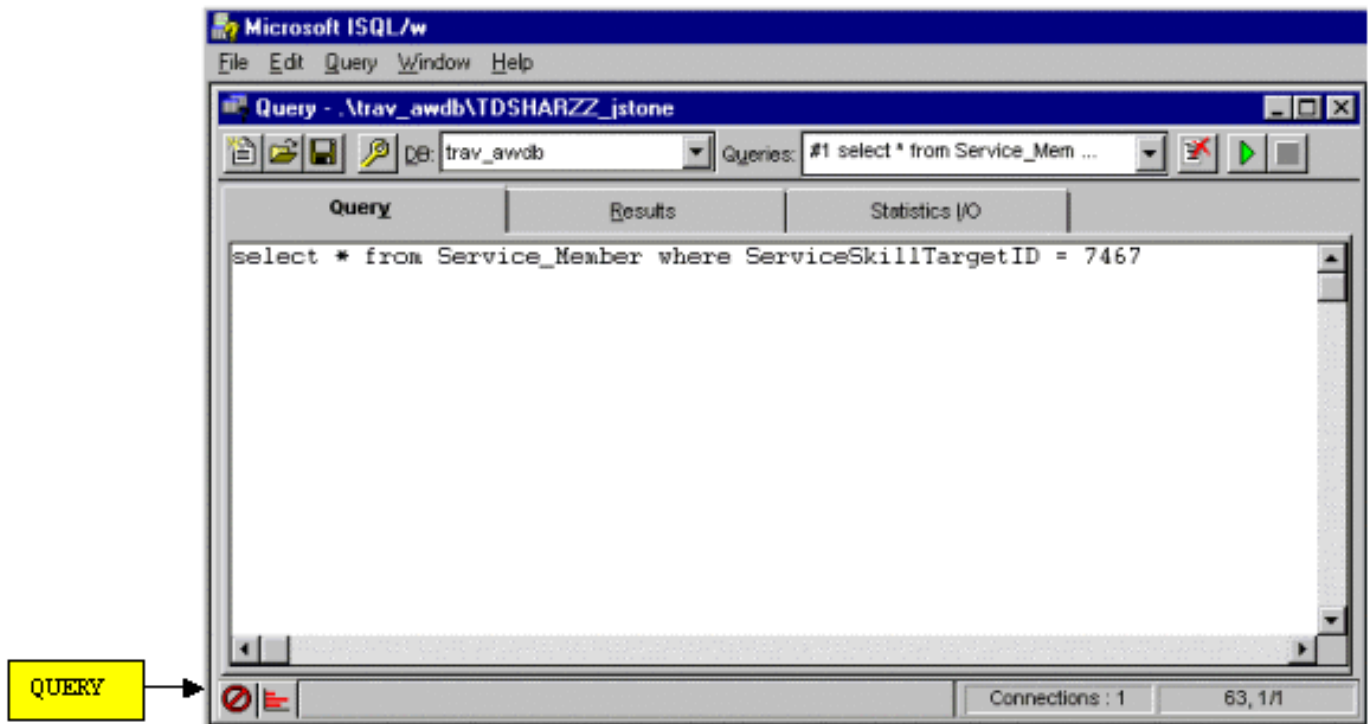 Microsoft ISQL/w
File Edit Query Window Help
Query - .\trav_awdb\TDSHARZZ_jstone
DB: trav_awdb Queries: #1 select * from Service_Mem ...
Query Results Statistics I/O
select * from Service_Member where ServiceSkillTargetID = 7467
QUERY
Connections : 1 63, 1/1